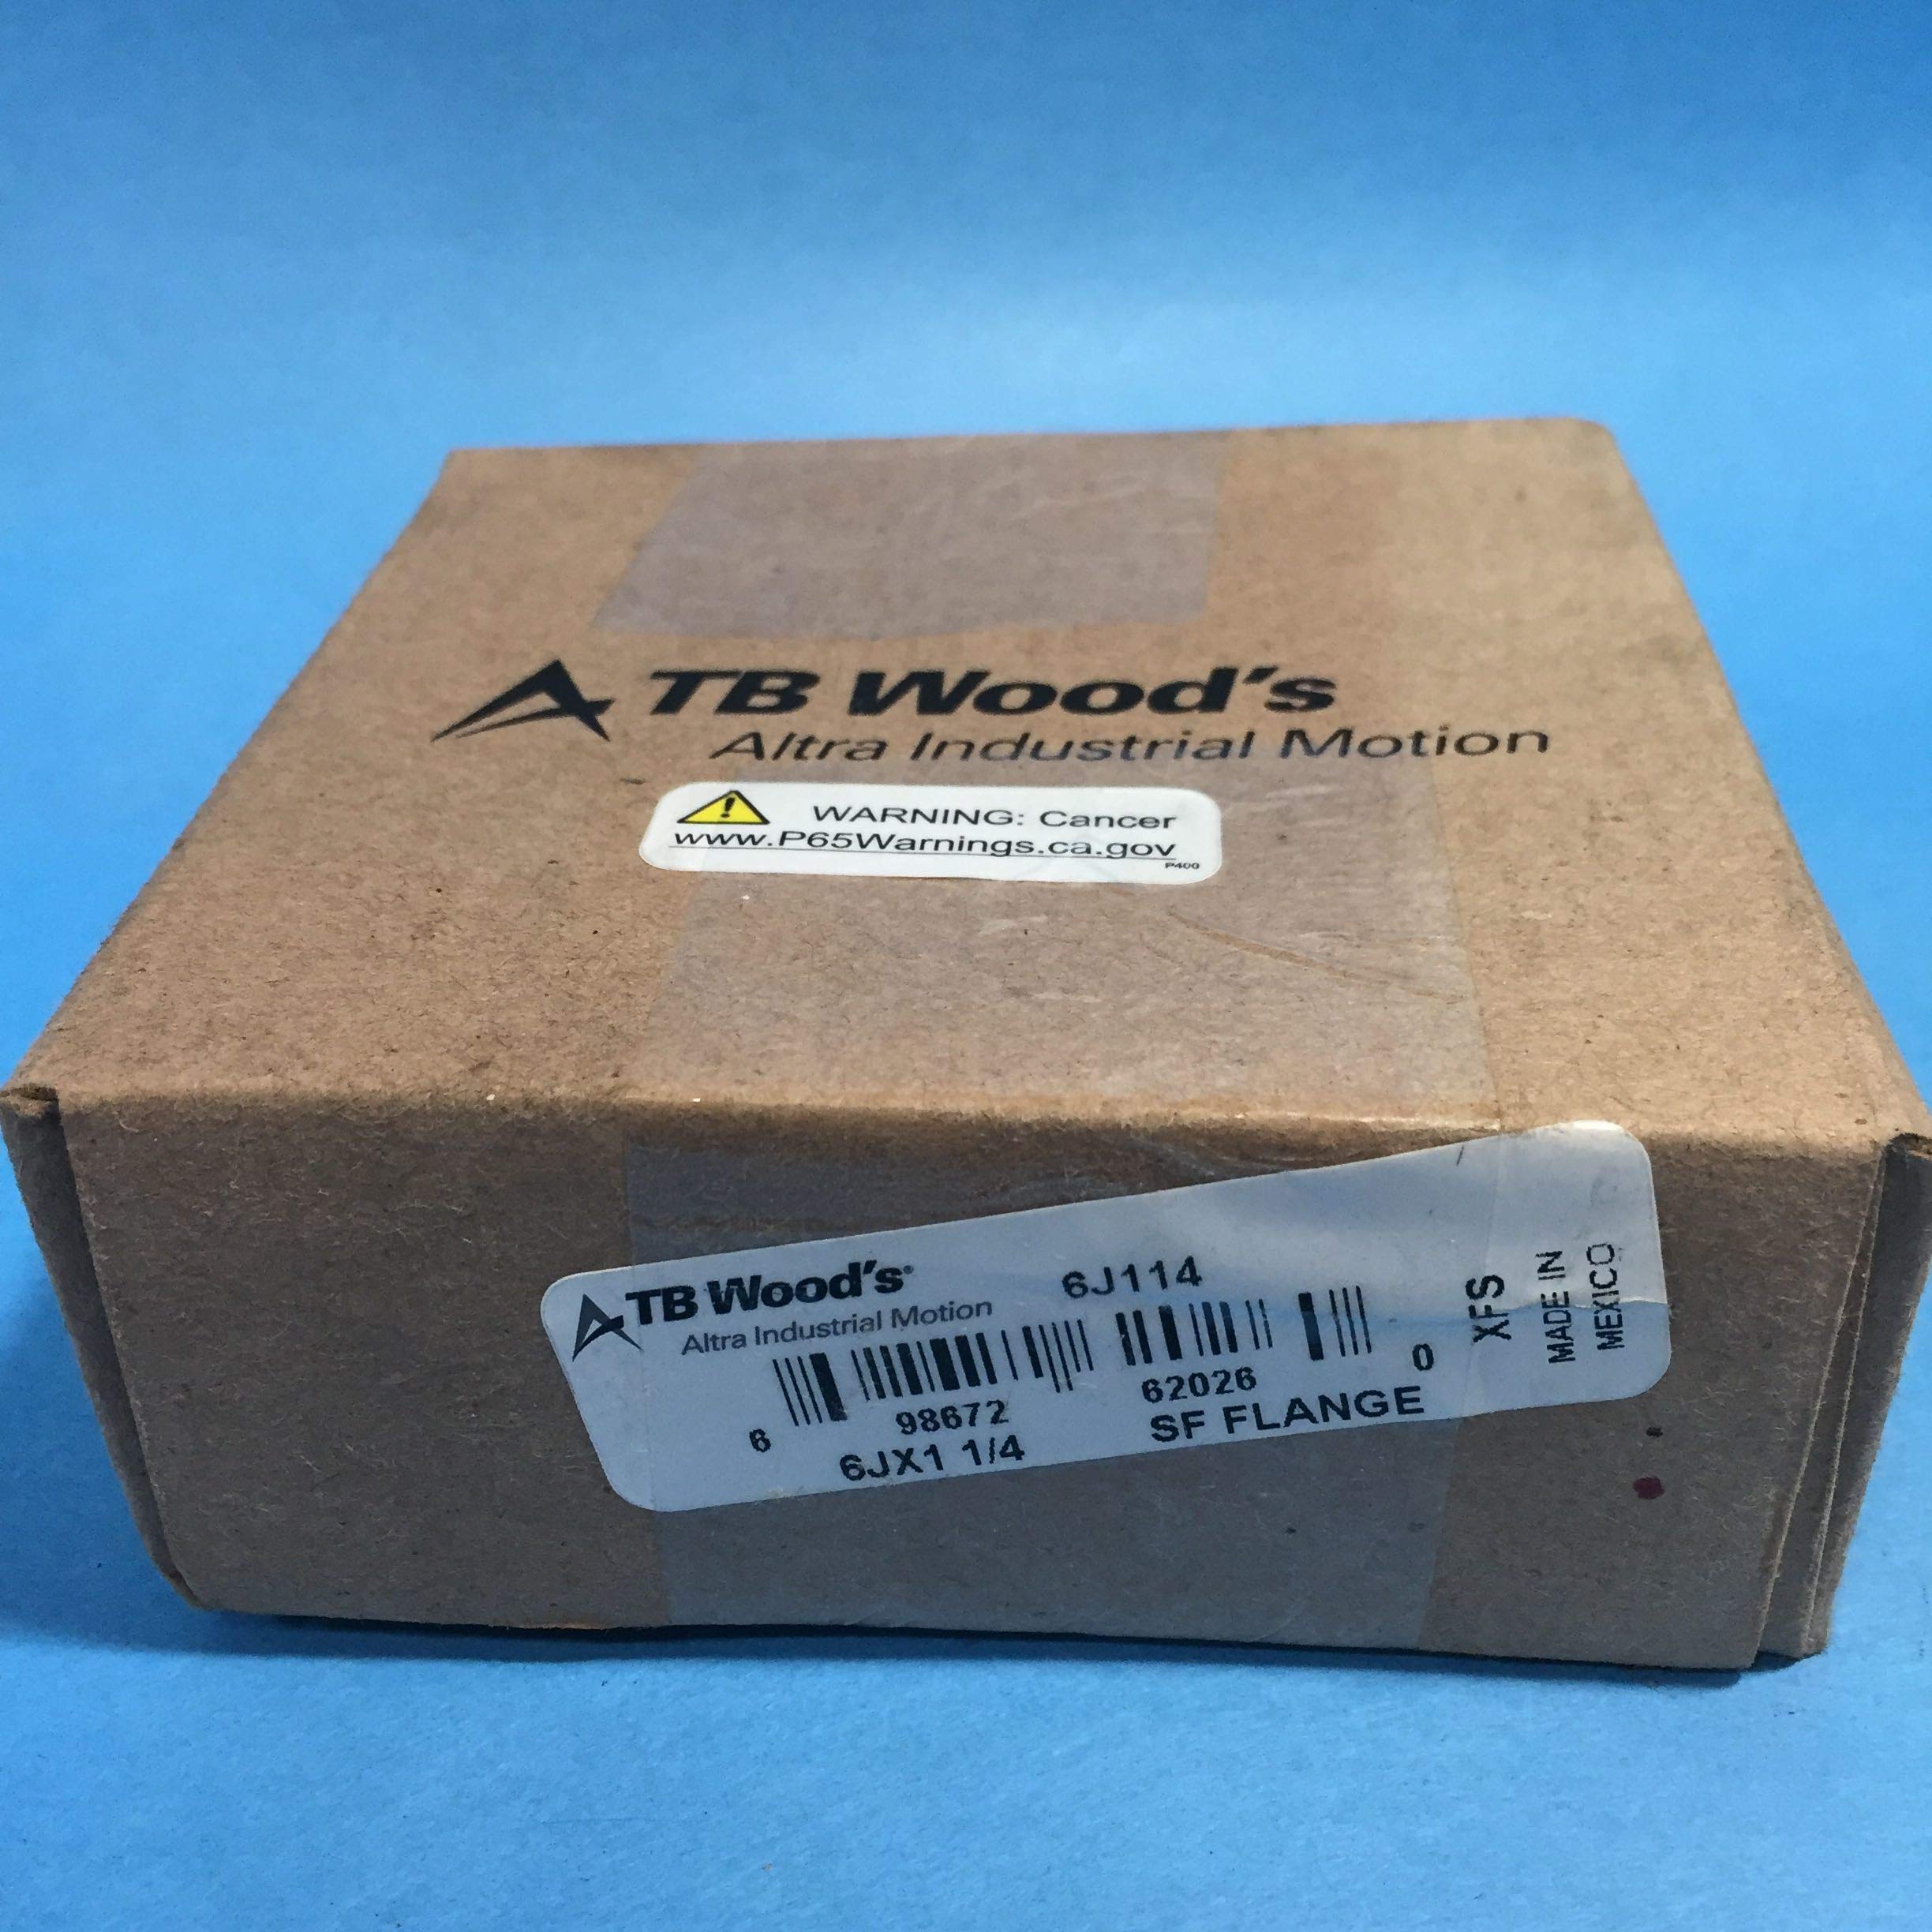 TB Wood's
Altra Industrial Motion
WARNING: Cancer
www.P65Warnings.ca.gov
P400
TB Wood's
Altra Industrial Motion
6J114
6 98672 62026 0
6JX1 1/4 SF FLANGE
XFS
MADE IN
MEXICO